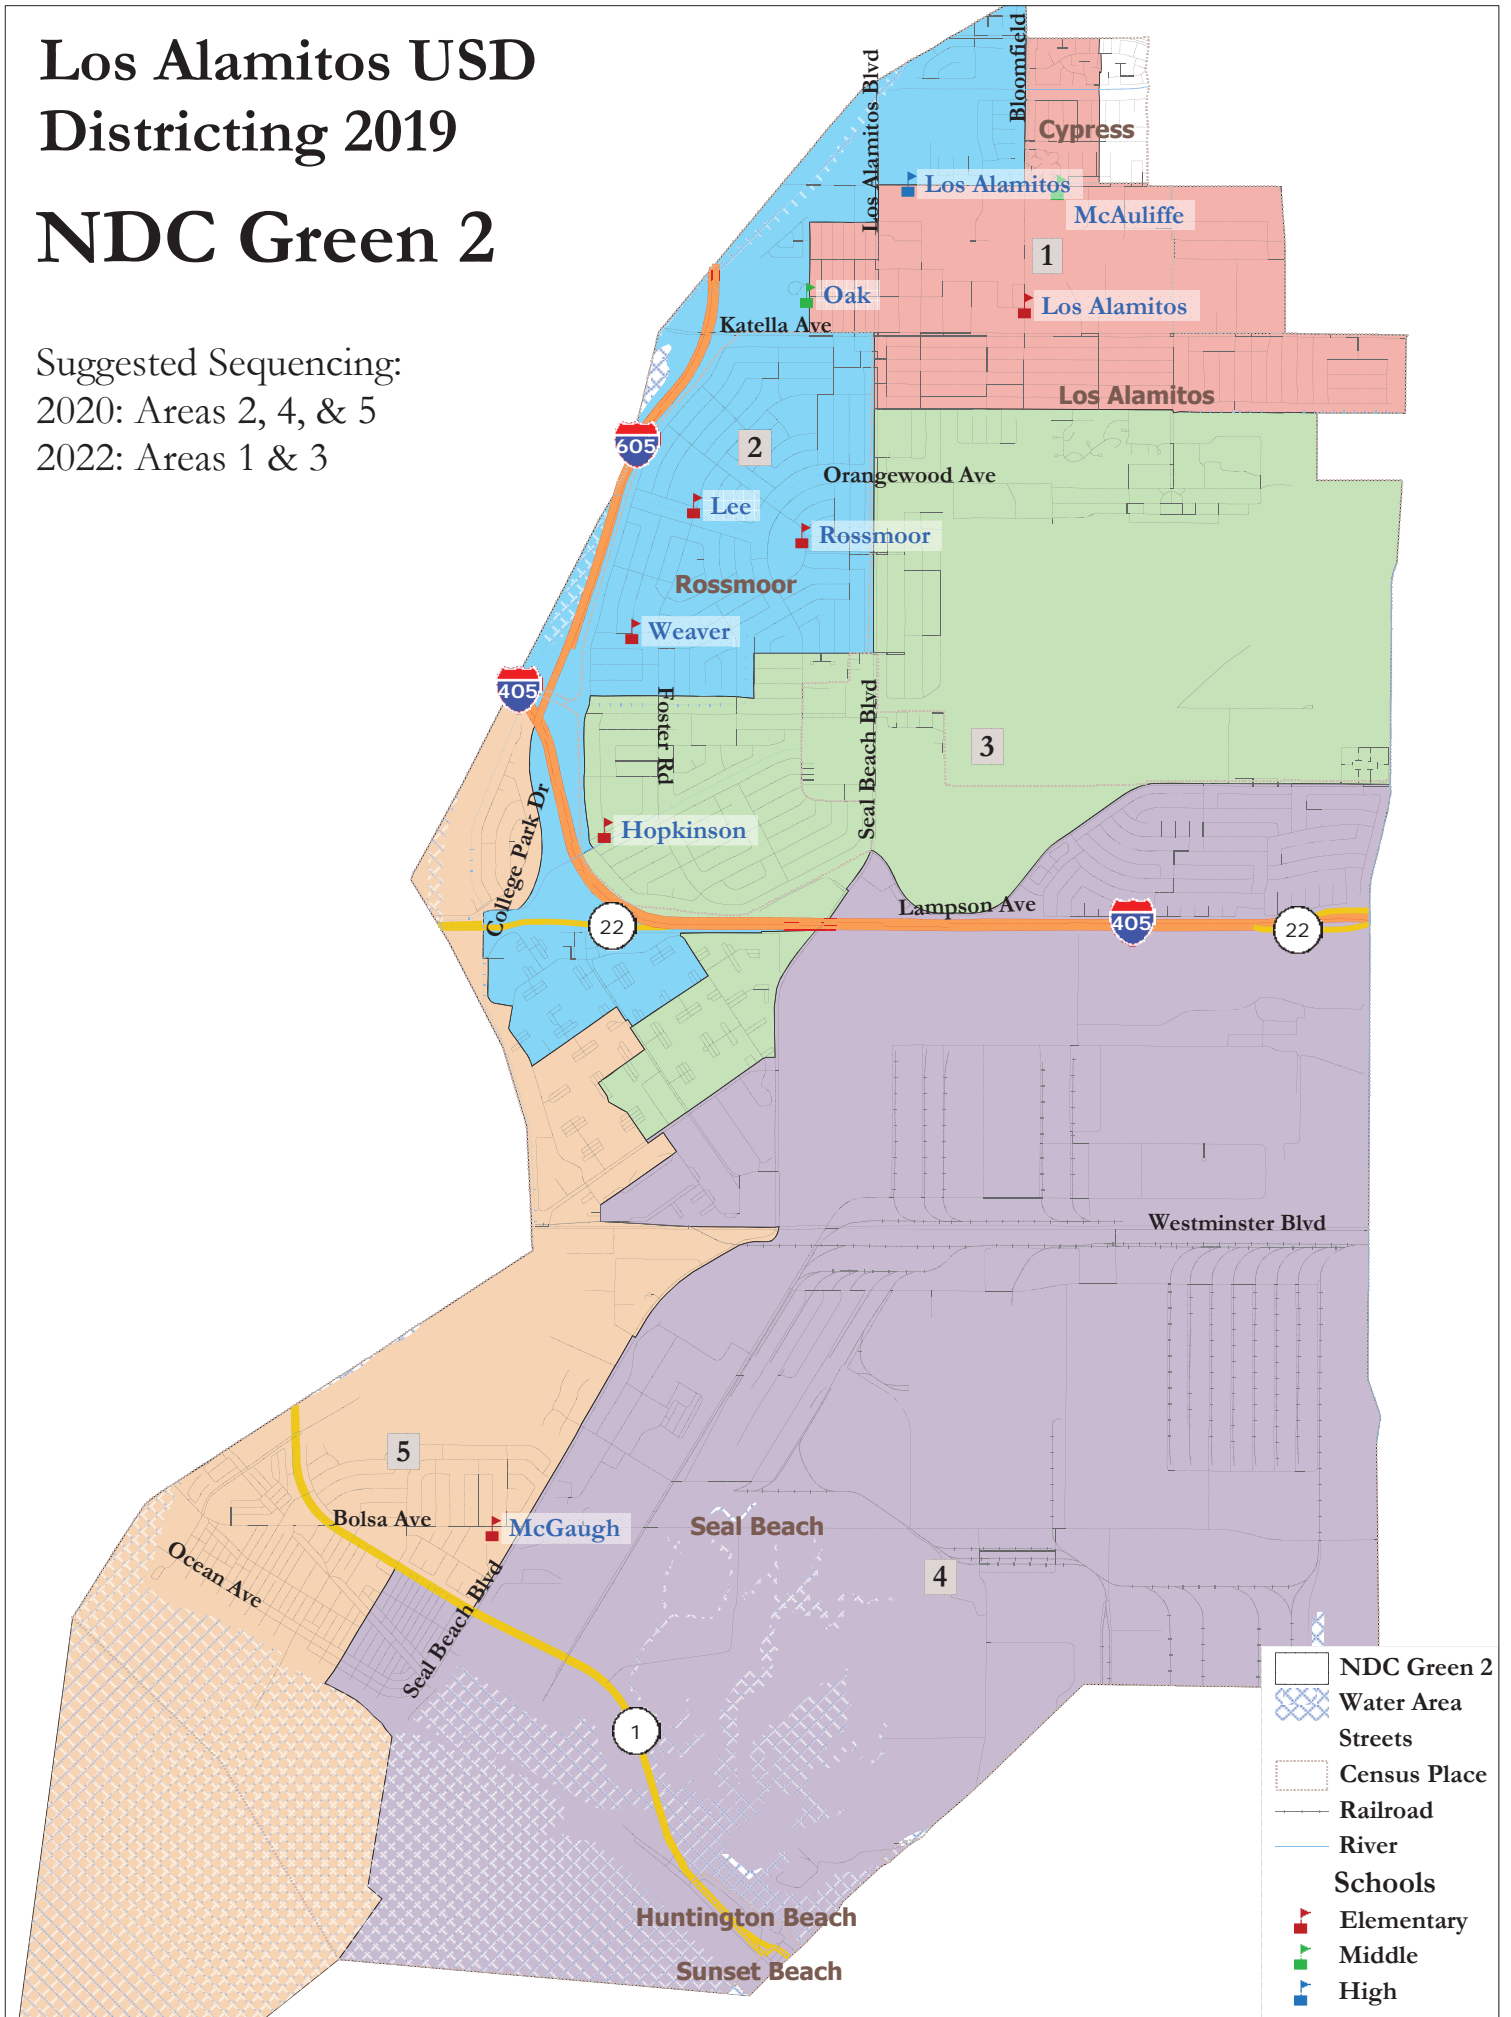 Los Alamitos USD
Districting 2019
NDC Green 2
Suggested Sequencing:
2020: Areas 2, 4, & 5
2022: Areas 1 & 3
Los Alamitos Blvd
Bloomfield
Cypress
Los Alamitos
McAuliffe
1
Oak
Los Alamitos
Katella Ave
Los Alamitos
605
2
Orangewood Ave
Lee
Rossmoor
Rossmoor
Weaver
405
Foster Rd
Seal Beach Blvd
3
College Park Dr
Hopkinson
Lampson Ave
22
405
22
Westminster Blvd
5
Bolsa Ave
McGaugh
Seal Beach
Ocean Ave
Seal Beach Blvd
4
1
Huntington Beach
Sunset Beach
NDC Green 2
Water Area
Streets
Census Place
Railroad
River
Schools
Elementary
Middle
High